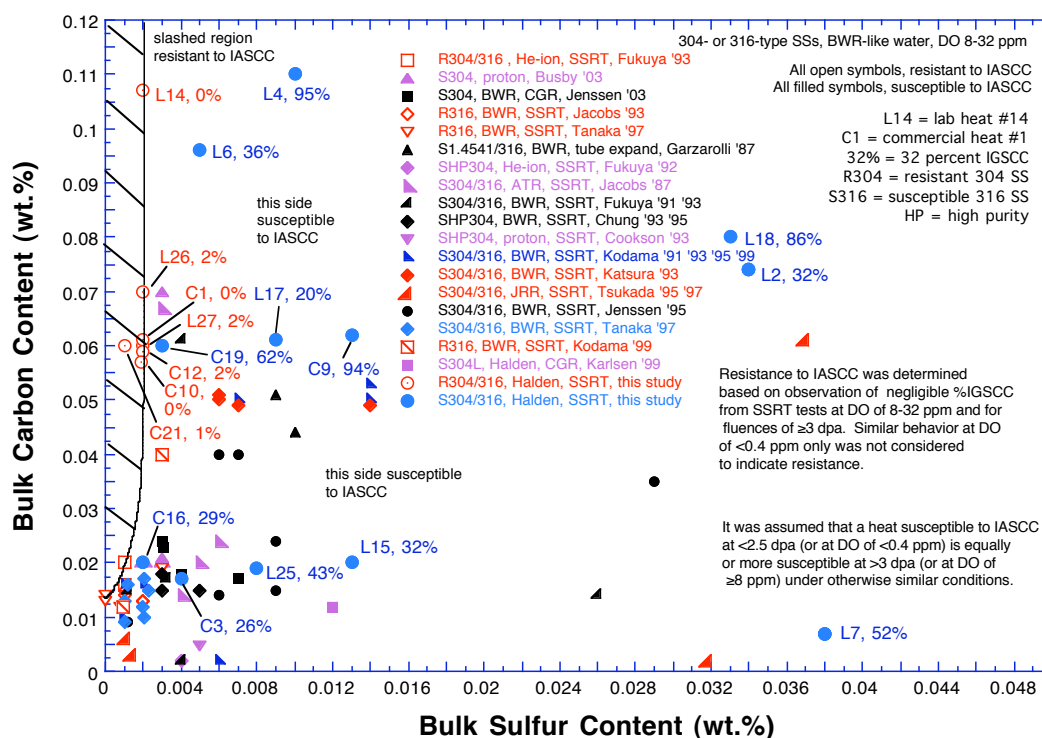 0.12
0.11
0.1
0.09
0.08
0.07
0.06
0.05
0.04
0.03
0.02
0.01
0
Bulk Carbon Content (wt.%)
slashed region
resistant to IASCC
L14, 0%
L4, 95%
L6, 36%
this side
susceptible
to IASCC
L26, 2%
C1, 0%
L17, 20%
L27, 2%
C19, 62%
C9, 94%
C12, 2%
C10,
0%
C21, 1%
this side susceptible
to IASCC
C16, 29%
L15, 32%
L25, 43%
C3, 26%
L18, 86%
L2, 32%
L7, 52%
R304/316 , He-ion, SSRT, Fukuya '93
S304, proton, Busby '03
S304, BWR, CGR, Jenssen '03
R316, BWR, SSRT, Jacobs '93
R316, BWR, SSRT, Tanaka '97
S1.4541/316, BWR, tube expand, Garzarolli '87
SHP304, He-ion, SSRT, Fukuya '92
S304/316, ATR, SSRT, Jacobs '87
S304/316, BWR, SSRT, Fukuya '91 '93
SHP304, BWR, SSRT, Chung '93 '95
SHP304, proton, SSRT, Cookson '93
S304/316, BWR, SSRT, Kodama '91 '93 '95 '99
S304/316, BWR, SSRT, Katsura '93
S304/316, JRR, SSRT, Tsukada '95 '97
S304/316, BWR, SSRT, Jenssen '95
S304/316, BWR, SSRT, Tanaka '97
R316, BWR, SSRT, Kodama '99
S304L, Halden, CGR, Karlsen '99
R304/316, Halden, SSRT, this study
S304/316, Halden, SSRT, this study
304- or 316-type SSs, BWR-like water, DO 8-32 ppm
All open symbols, resistant to IASCC
All filled symbols, susceptible to IASCC
L14 = lab heat #14
C1 = commercial heat #1
32% = 32 percent IGSCC
R304 = resistant 304 SS
S316 = susceptible 316 SS
HP = high purity
Resistance to IASCC was determined
based on observation of negligible %IGSCC
from SSRT tests at DO of 8-32 ppm and for
fluences of ≥3 dpa. Similar behavior at DO
of <0.4 ppm only was not considered
to indicate resistance.
It was assumed that a heat susceptible to IASCC
at <2.5 dpa (or at DO of <0.4 ppm) is equally
or more susceptible at >3 dpa (or at DO of
≥8 ppm) under otherwise similar conditions.
0 0.004 0.008 0.012 0.016 0.02 0.024 0.028 0.032 0.036 0.04 0.044 0.048
Bulk Sulfur Content (wt.%)